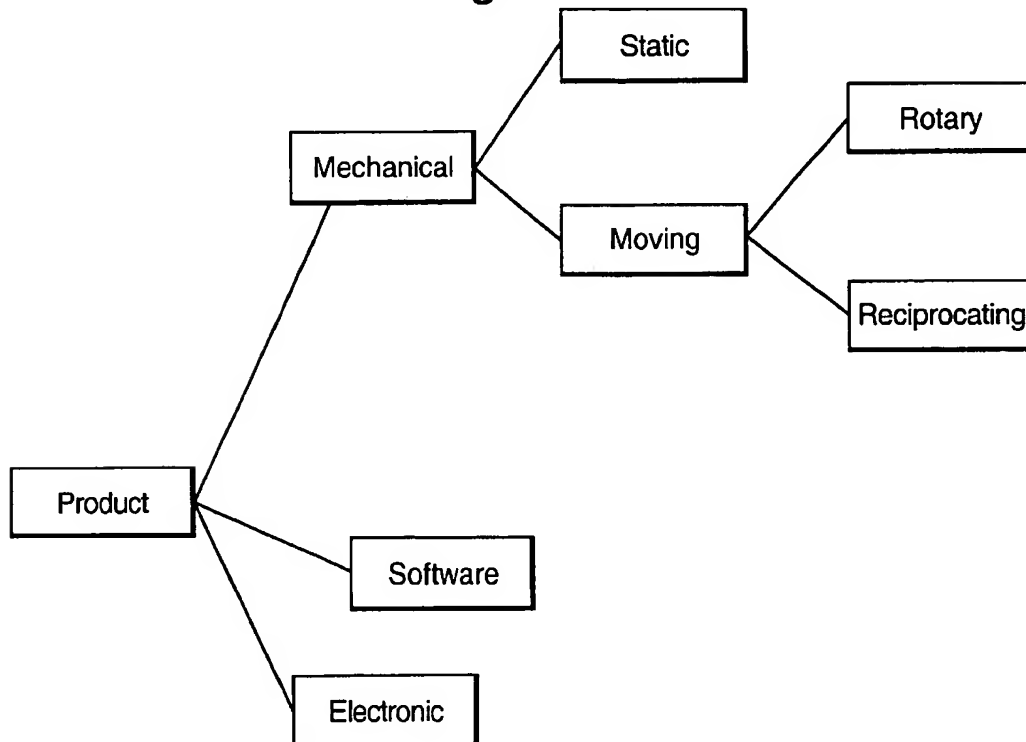 Static
Rotary
Mechanical
Moving
Reciprocating
Product
Software
Electronic